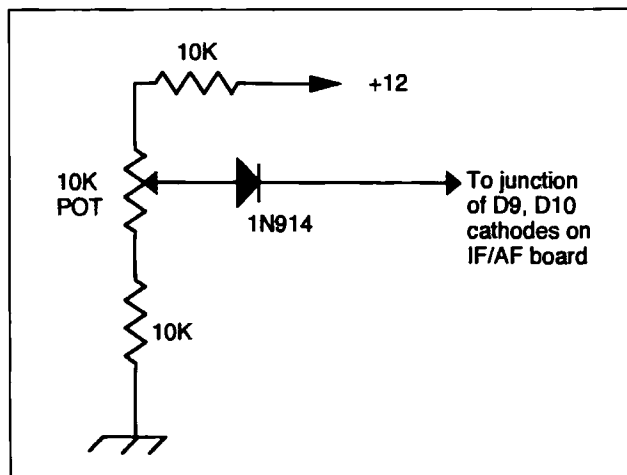 10K
+12
10K
POT
1N914
To junction
of D9, D10
cathodes on
IF/AF board
10K